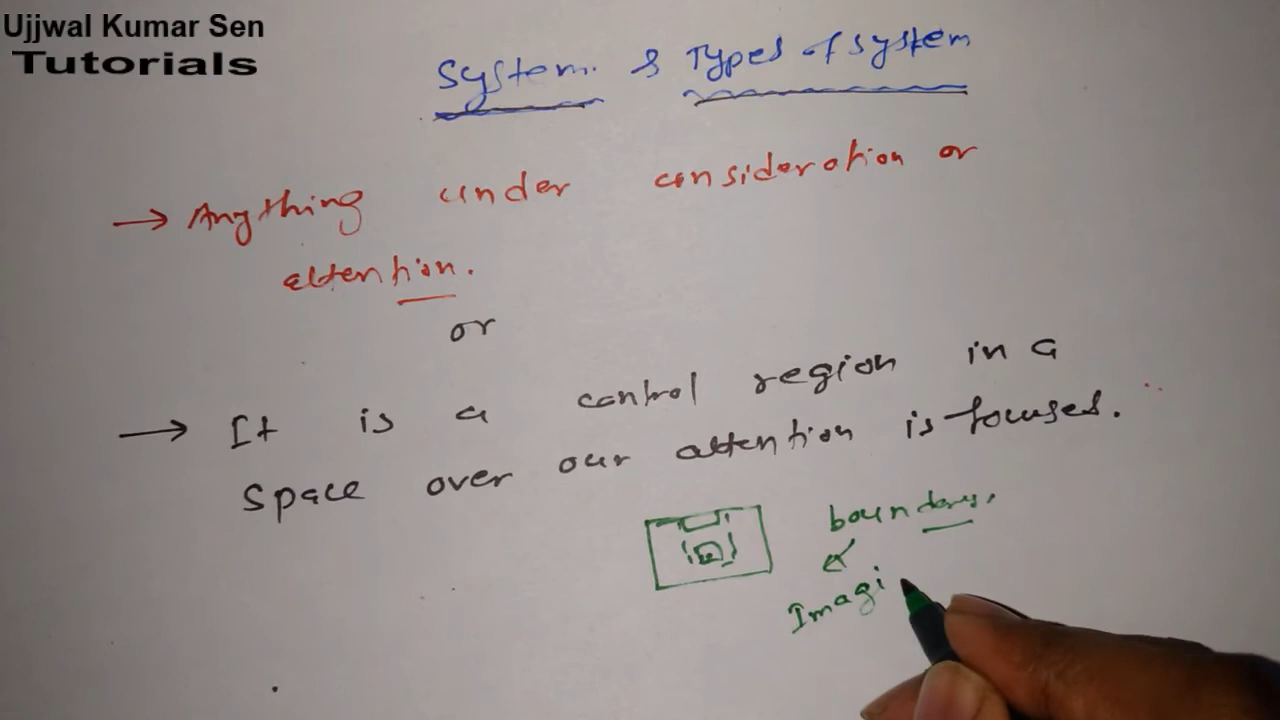 Ujjwal Kumar Sen
Tutorials
System & Types of system
→ Anything under consideration or
attention.
or
→ It is a control region in a
space over our attention is focuses.
boundary.
Imagi